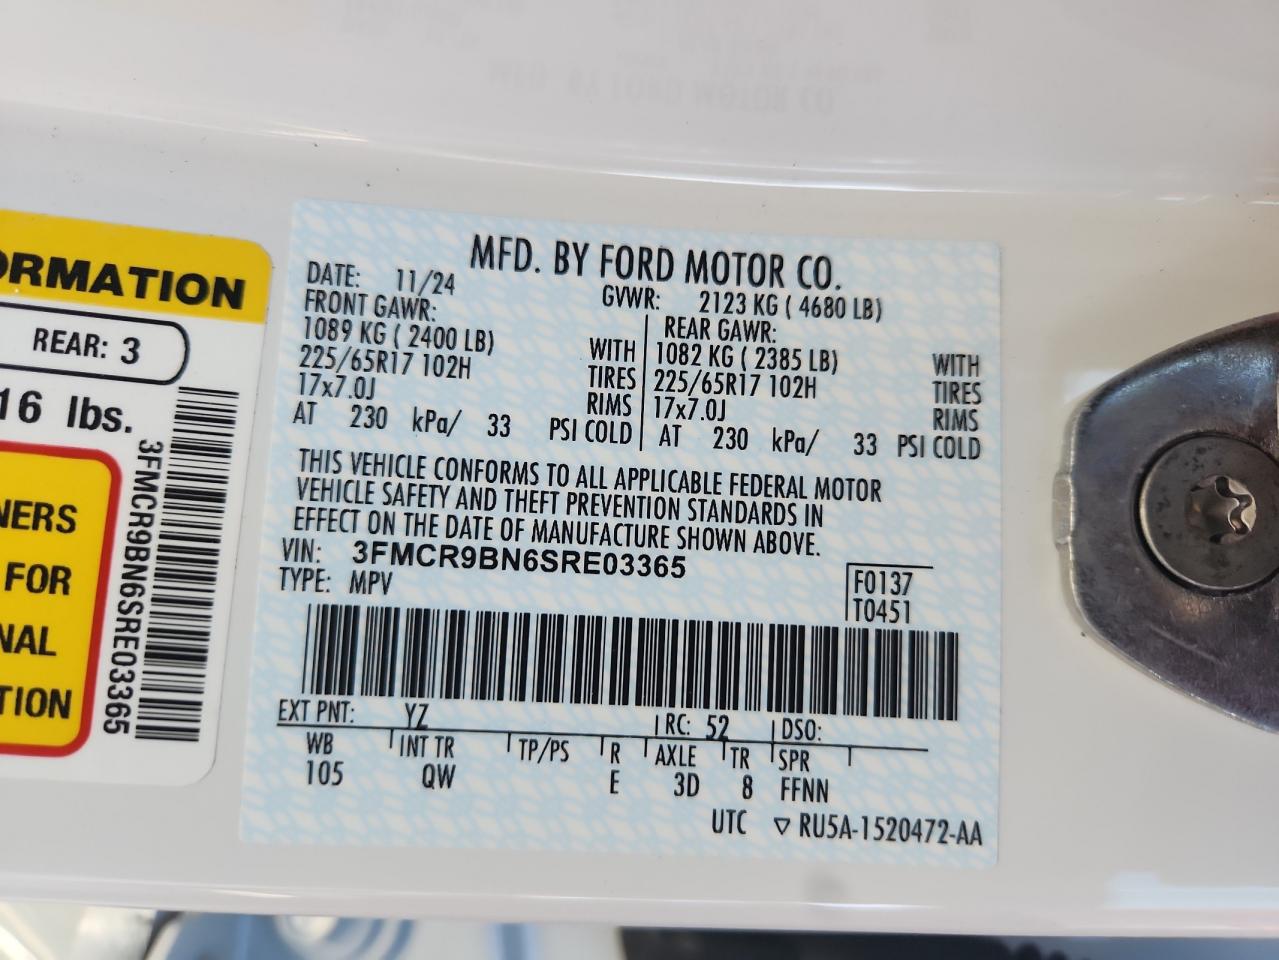 ORMATION
REAR: 3
16 lbs.
NERS
FOR
NAL
TION
3FMCR9BN6SRE03365
MFD. BY FORD MOTOR CO.
DATE: 11/24
GVWR: 2123 KG ( 4680 LB)
FRONT GAWR:
1089 KG ( 2400 LB) WITH
225/65R17 102H TIRES
17x7.0J RIMS
AT 230 kPa/ 33 PSI COLD
REAR GAWR:
1082 KG ( 2385 LB) WITH
225/65R17 102H TIRES
17x7.0J RIMS
AT 230 kPa/ 33 PSI COLD
THIS VEHICLE CONFORMS TO ALL APPLICABLE FEDERAL MOTOR
VEHICLE SAFETY AND THEFT PREVENTION STANDARDS IN
EFFECT ON THE DATE OF MANUFACTURE SHOWN ABOVE.
VIN: 3FMCR9BN6SRE03365
TYPE: MPV
F0137
T0451
EXT PNT: YZ RC: 52 DSO:
WB INT TR TP/PS R AXLE TR SPR
105 QW E 3D 8 FFNN
UTC ▽ RU5A-1520472-AA